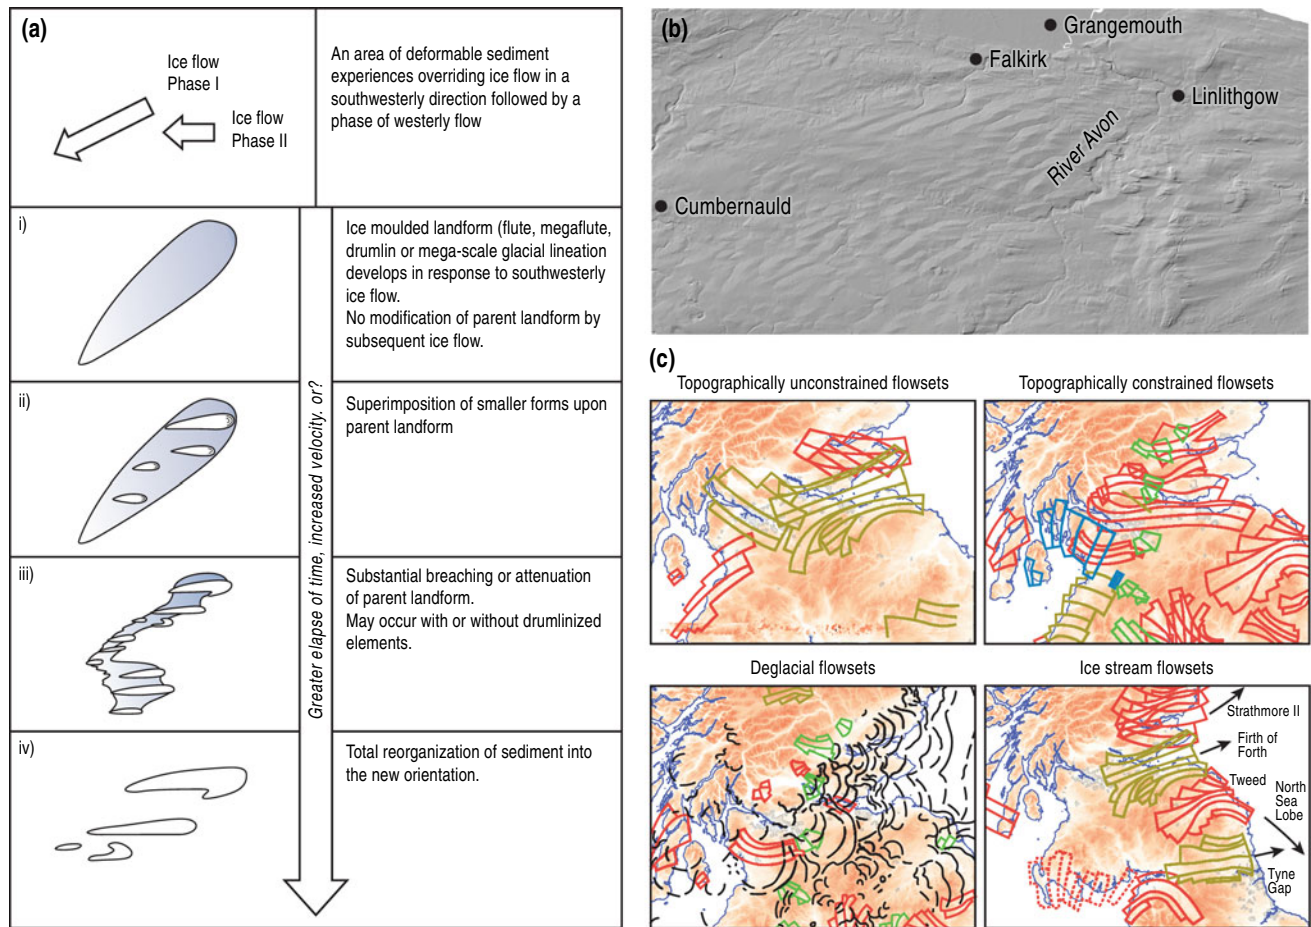 (a)
Ice flow
Phase I
Ice flow
Phase II
An area of deformable sediment
experiences overriding ice flow in a
southwesterly direction followed by a
phase of westerly flow
i)
Ice moulded landform (flute, megaflute,
drumlin or mega-scale glacial lineation
develops in response to southwesterly
ice flow.
No modification of parent landform by
subsequent ice flow.
ii)
Superimposition of smaller forms upon
parent landform
iii)
Substantial breaching or attenuation
of parent landform.
May occur with or without drumlinized
elements.
iv)
Total reorganization of sediment into
the new orientation.
Greater elapse of time, increased velocity. or?
(b)
Grangemouth
Falkirk
Linlithgow
River Avon
Cumbernauld
(c)
Topographically unconstrained flowsets
Topographically constrained flowsets
Deglacial flowsets
Ice stream flowsets
Strathmore II
Firth of
Forth
Tweed
North
Sea
Lobe
Tyne
Gap